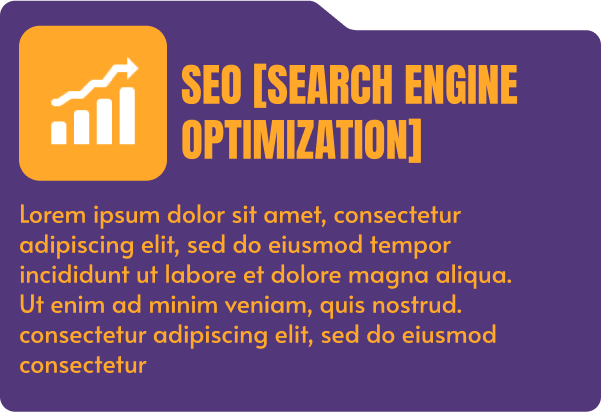 SEO [SEARCH ENGINE
OPTIMIZATION]
Lorem ipsum dolor sit amet, consectetur
adipiscing elit, sed do eiusmod tempor
incididunt ut labore et dolore magna aliqua.
Ut enim ad minim veniam, quis nostrud.
consectetur adipiscing elit, sed do eiusmod
consectetur